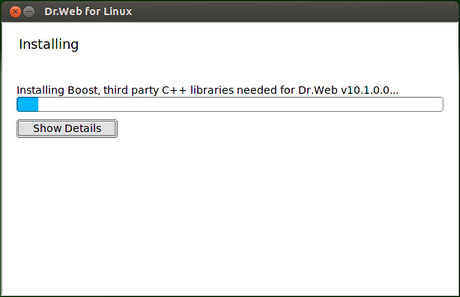 Dr.Web for Linux
Installing
Installing Boost, third party C++ libraries needed for Dr.Web v10.1.0.0...
Show Details